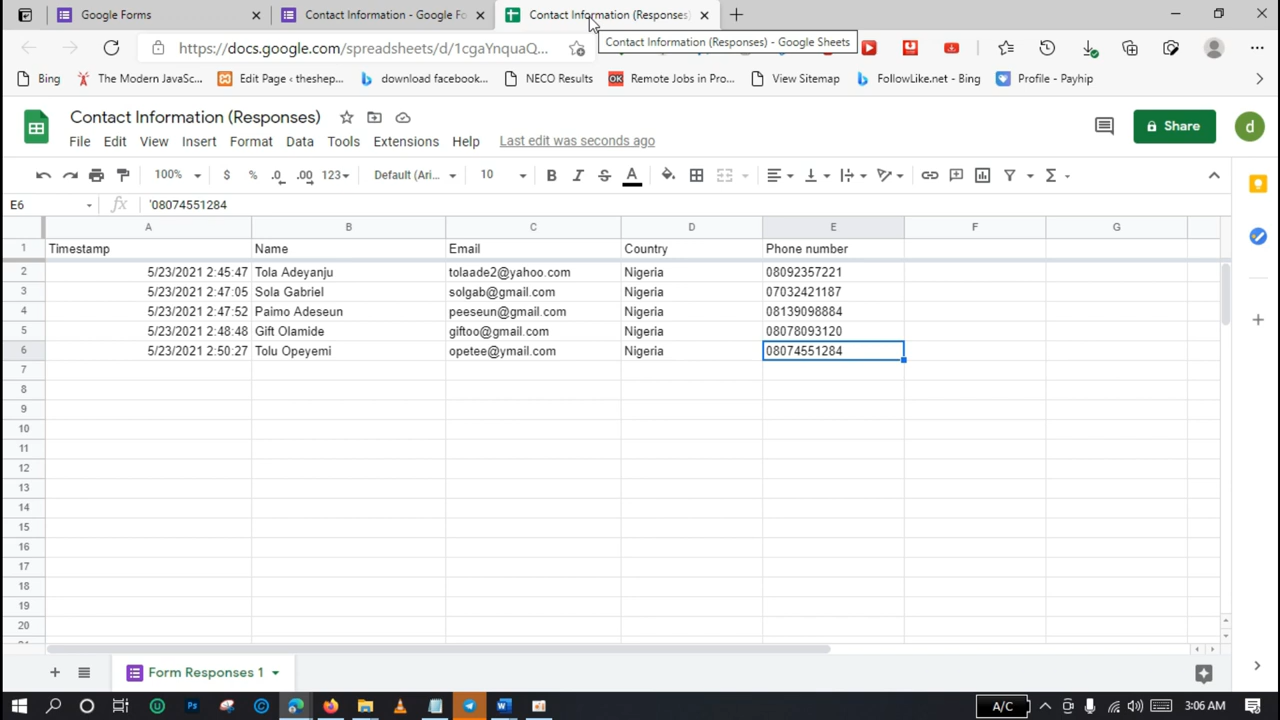 Google Forms
Contact Information - Google Fo
Contact Information (Responses)
https://docs.google.com/spreadsheets/d/1cgaYnquaQ...
Contact Information (Responses) - Google Sheets
Bing
The Modern JavaSc...
Edit Page ‹ theshep...
download facebook...
NECO Results
OK
Remote Jobs in Pro...
View Sitemap
FollowLike.net - Bing
Profile - Payhip
Contact Information (Responses)
Share
d
File Edit View Insert Format Data Tools Extensions Help Last edit was seconds ago
100% $ % .0 .00 123 Default (Ari... 10 B I S A Σ
E6 fx '08074551284
A B C D E F G
1 Timestamp Name Email Country Phone number
2 5/23/2021 2:45:47 Tola Adeyanju tolaade2@yahoo.com Nigeria 08092357221
3 5/23/2021 2:47:05 Sola Gabriel solgab@gmail.com Nigeria 07032421187
4 5/23/2021 2:47:52 Paimo Adeseun peeseun@gmail.com Nigeria 08139098884
5 5/23/2021 2:48:48 Gift Olamide giftoo@gmail.com Nigeria 08078093120
6 5/23/2021 2:50:27 Tolu Opeyemi opetee@ymail.com Nigeria 08074551284
7
8
9
10
11
12
13
14
15
16
17
18
19
20
Form Responses 1
A/C
3:06 AM